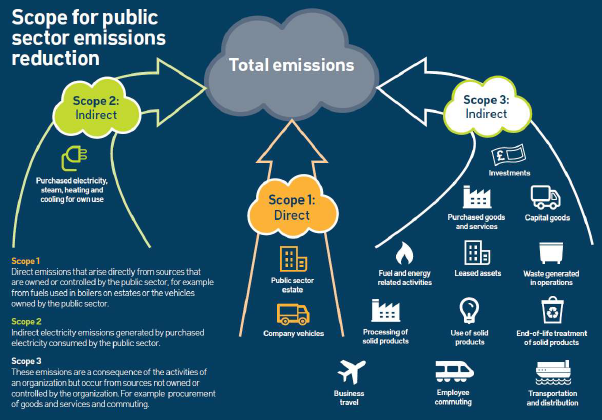 Scope for public
sector emissions
reduction
Total emissions
Scope 2:
Indirect
Scope 3:
Indirect
Purchased electricity,
steam, heating and
cooling for own use
£
Investments
Scope 1:
Direct
Purchased goods
and services
Capital goods
Public sector
estate
Fuel and energy
related activities
Leased assets
Waste generated
in operations
Company vehicles
Processing of
solid products
Use of solid
products
End-of-life treatment
of solid products
Business
travel
Employee
commuting
Transportation
and distribution
Scope 1
Direct emissions that arise directly from sources that
are owned or controlled by the public sector, for example
from fuels used in boilers on estates or the vehicles
owned by the public sector.
Scope 2
Indirect electricity emissions generated by purchased
electricity consumed by the public sector.
Scope 3
These emissions are a consequence of the activities of
an organization but occur from sources not owned or
controlled by the organization. For example procurement
of goods and services and commuting.